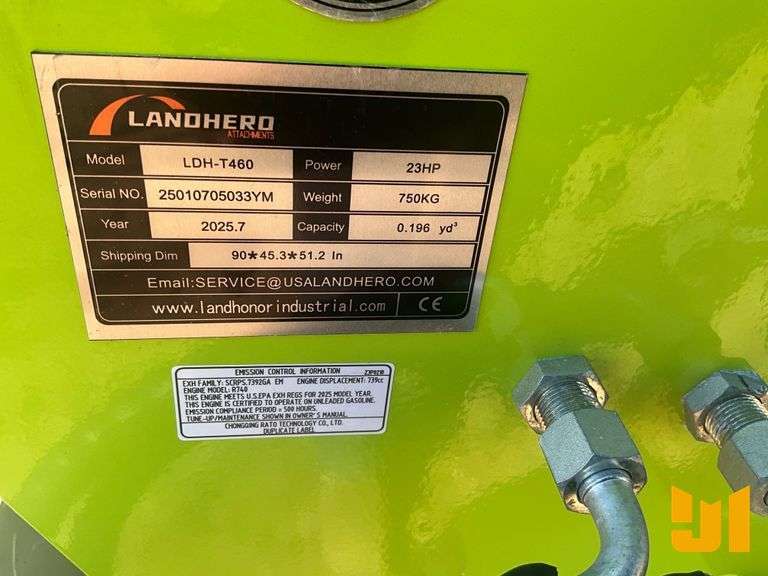 LANDHERO
ATTACHMENTS
Model LDH-T460 Power 23HP
Serial NO. 25010705033YM Weight 750KG
Year 2025.7 Capacity 0.196 yd³
Shipping Dim 90*45.3*51.2 In
Email:SERVICE@USALANDHERO.COM
www.landhonorindustrial.com CE
EMISSION CONTROL INFORMATION
EXH FAMILY: SCRPS.7392GA EM ENGINE DISPLACEMENT: 739cc
ENGINE MODEL: R740
THIS ENGINE MEETS U.S.EPA EXH REGS FOR 2025 MODEL YEAR.
THIS ENGINE IS CERTIFIED TO OPERATE ON UNLEADED GASOLINE.
EMISSION COMPLIANCE PERIOD = 500 HOURS.
TUNE-UP/MAINTENANCE SHOWN IN OWNER'S MANUAL.
CHONGQING RATO TECHNOLOGY CO., LTD.
DUPLICATE LABEL